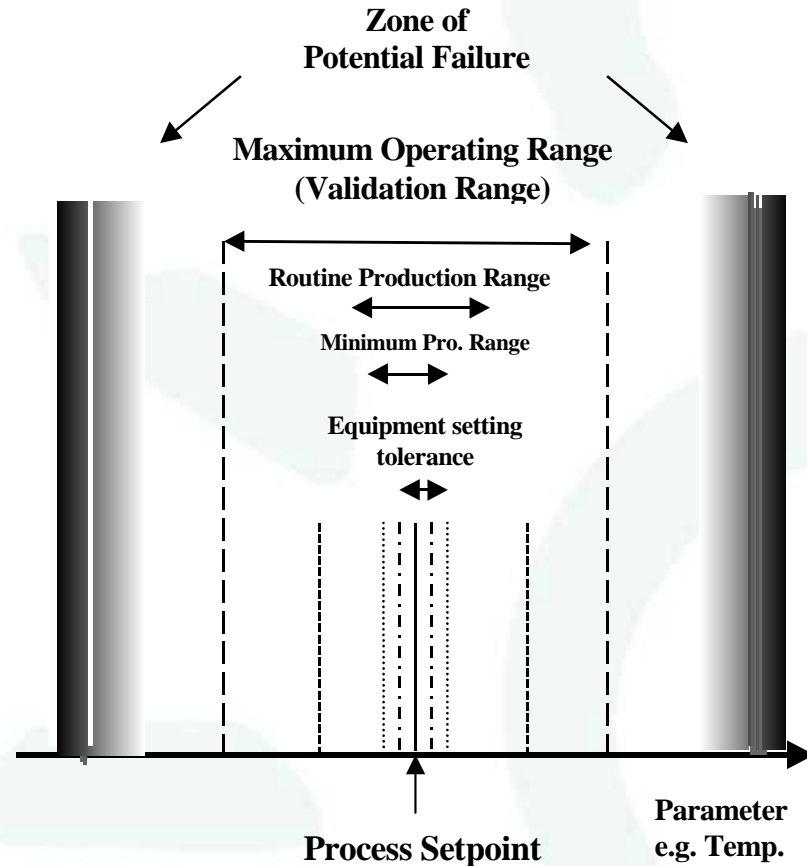 Zone of
Potential Failure
Maximum Operating Range
(Validation Range)
Routine Production Range
Minimum Pro. Range
Equipment setting
tolerance
Process Setpoint
Parameter
e.g. Temp.